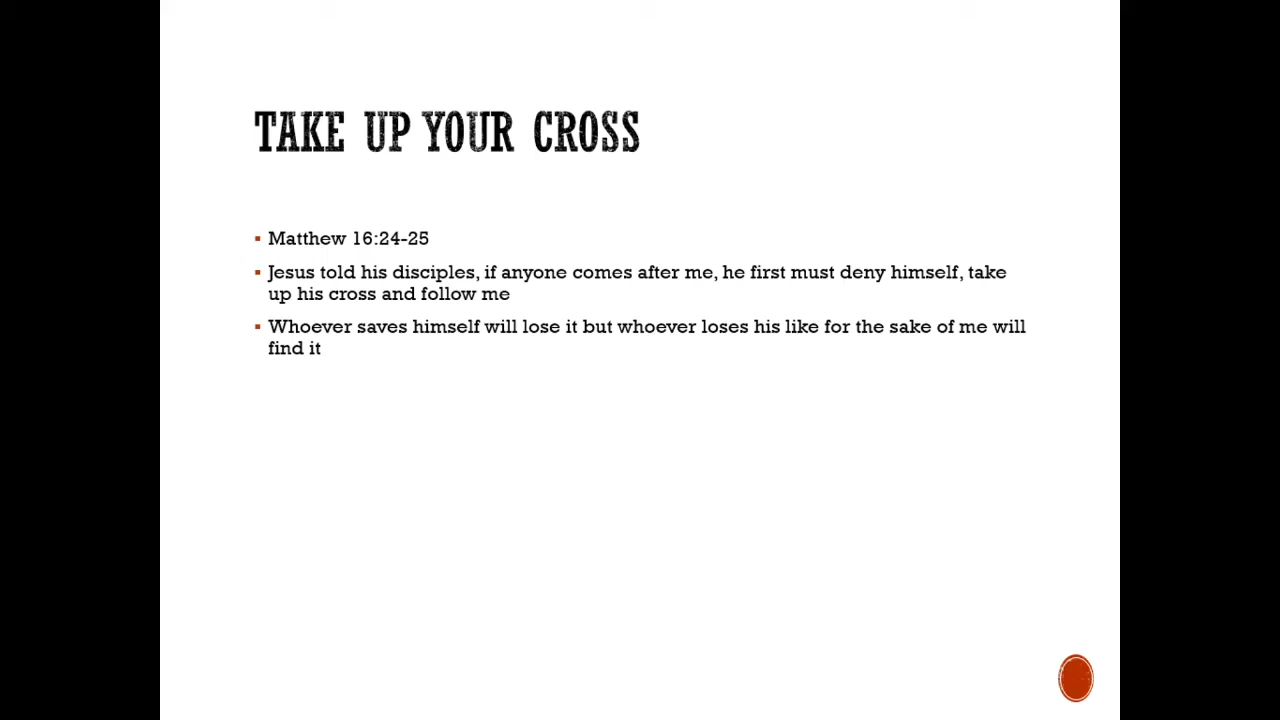 TAKE UP YOUR CROSS
▪ Matthew 16:24-25
▪ Jesus told his disciples, if anyone comes after me, he first must deny himself, take
up his cross and follow me
▪ Whoever saves himself will lose it but whoever loses his like for the sake of me will
find it